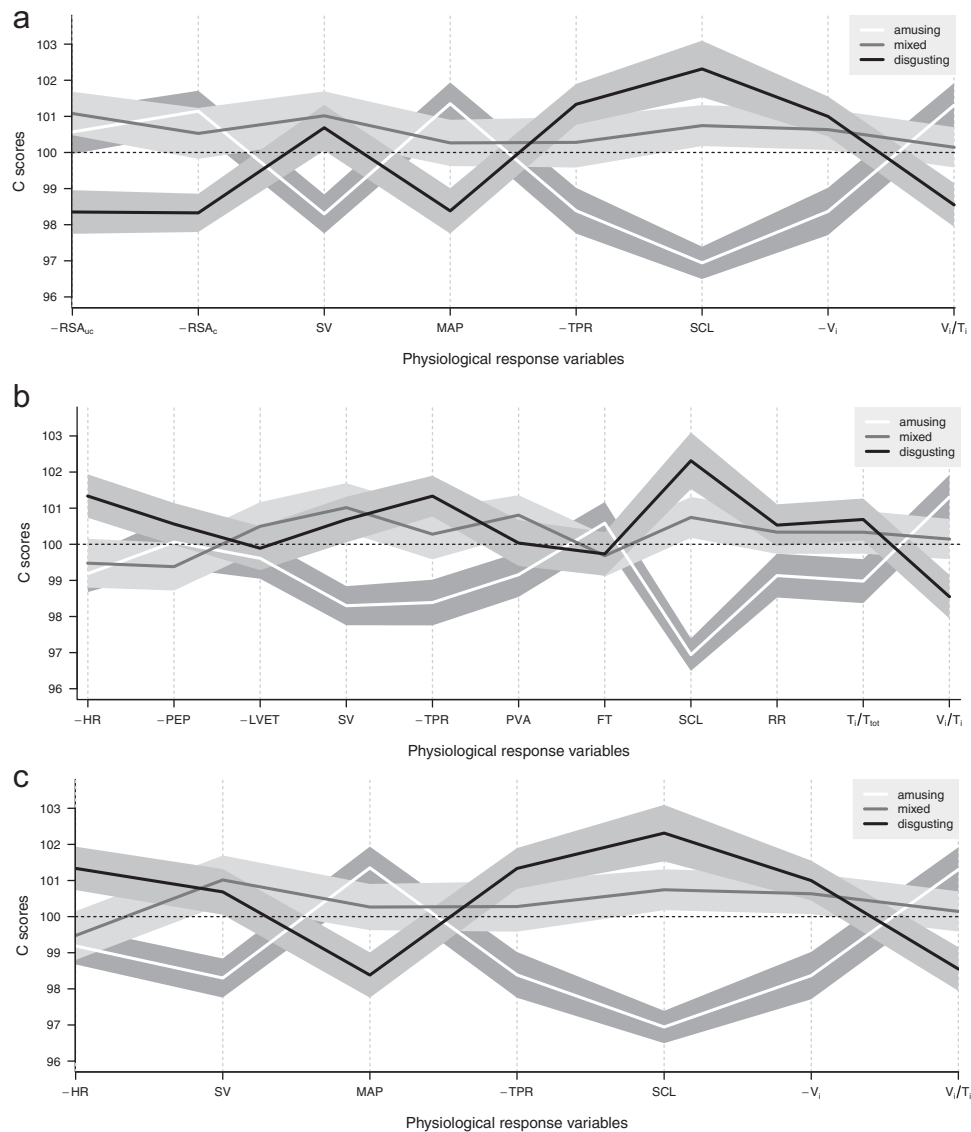 a
amusing
mixed
disgusting
103
102
101
100
99
98
97
96
C scores
−RSAuc −RSAc SV MAP −TPR SCL −Vi Vi/Ti
Physiological response variables
b
amusing
mixed
disgusting
103
102
101
100
99
98
97
96
C scores
−HR −PEP −LVET SV −TPR PVA FT SCL RR Ti/Ttot Vi/Ti
Physiological response variables
c
amusing
mixed
disgusting
103
102
101
100
99
98
97
96
C scores
−HR SV MAP −TPR SCL −Vi Vi/Ti
Physiological response variables